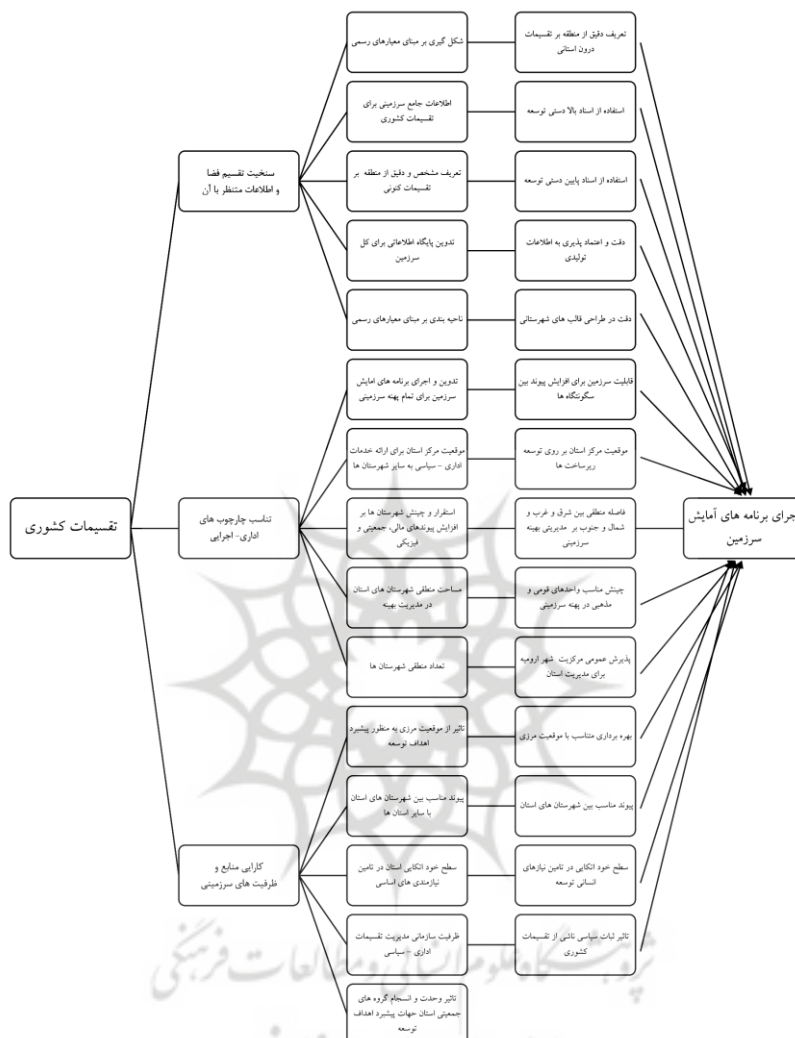 تقسیمات کشوری
سنخیت تقسیم فضا
و اطلاعات متنظر با آن
شکل گیری بر مبنای معیارهای رسمی
تعریف دقیق از منطقه بر تقسیمات
درون استانی
اطلاعات جامع سرزمینی برای
تقسیمات کشوری
استفاده از اسناد بالا دستی توسعه
تعریف مشخص و دقیق از منطقه بر
تقسیمات کنونی
استفاده از اسناد پایین دستی توسعه
تدوین پایگاه اطلاعاتی برای کل
سرزمین
دقت و اعتماد پذیری به اطلاعات
تولیدی
ناحیه بندی بر مبنای معیارهای رسمی
دقت در طراحی قالب های شهرستانی
تناسب چارچوب های
اداری- اجرایی
تدوین و اجرای برنامه های امایش
سرزمین برای تمام پهنه سرزمینی
قابلیت سرزمین برای افزایش پیوند بین
سکونتگاه ها
موقعیت مرکز استان برای ارائه خدمات
اداری – سیاسی به سایر شهرستان ها
موقعیت مرکز استان بر روی توسعه
زیرساخت ها
استقرار و چینش شهرستان ها بر
افزایش پیوندهای مالی، جمعیتی و
فیزیکی
فاصله منطقی بین شرق و غرب و
شمال و جنوب بر مدیریتی بهینه
سرزمینی
مساحت منطقی شهرستان های استان
در مدیریت بهینه
چینش مناسب واحدهای قومی و
مذهبی در پهنه سرزمینی
تعداد منطقی شهرستان ها
پذیرش عمومی مرکزیت شهر ارومیه
برای مدیریت استان
کارایی منابع و
ظرفیت های سرزمینی
تاثیر از موقعیت مرزی به منظور پیشبرد
اهداف توسعه
بهره برداری متناسب با موقعیت مرزی
پیوند مناسب بین شهرستان های استان
با سایر استان ها
پیوند مناسب بین شهرستان های استان
سطح خود اتکایی استان در تامین
نیازمندی های اساسی
سطح خود اتکایی در تامین نیازهای
انسانی توسعه
ظرفیت سازمانی مدیریت تقسیمات
اداری – سیاسی
تاثیر ثبات سیاسی ناشی از تقسیمات
کشوری
تاثیر وحدت و انسجام گروه های
جمعیتی استان جهات پیشبرد اهداف
توسعه
جرای برنامه های آمایش
سرزمین
پژوهشگاه علوم انسانی و مطالعات فرهنگی